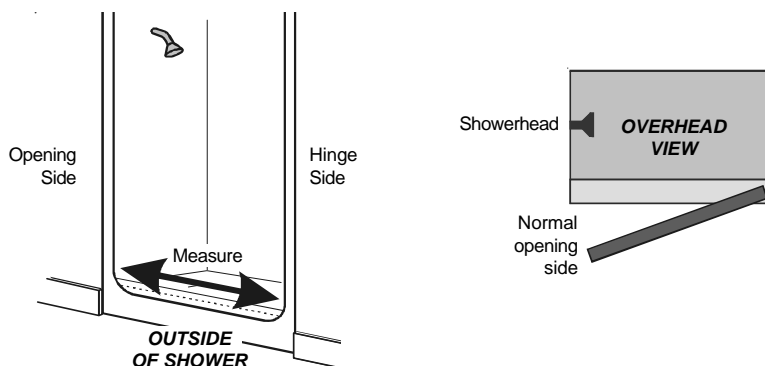 Opening
Side
Hinge
Side
Measure
OUTSIDE
OF SHOWER
Showerhead
OVERHEAD
VIEW
Normal
opening
side